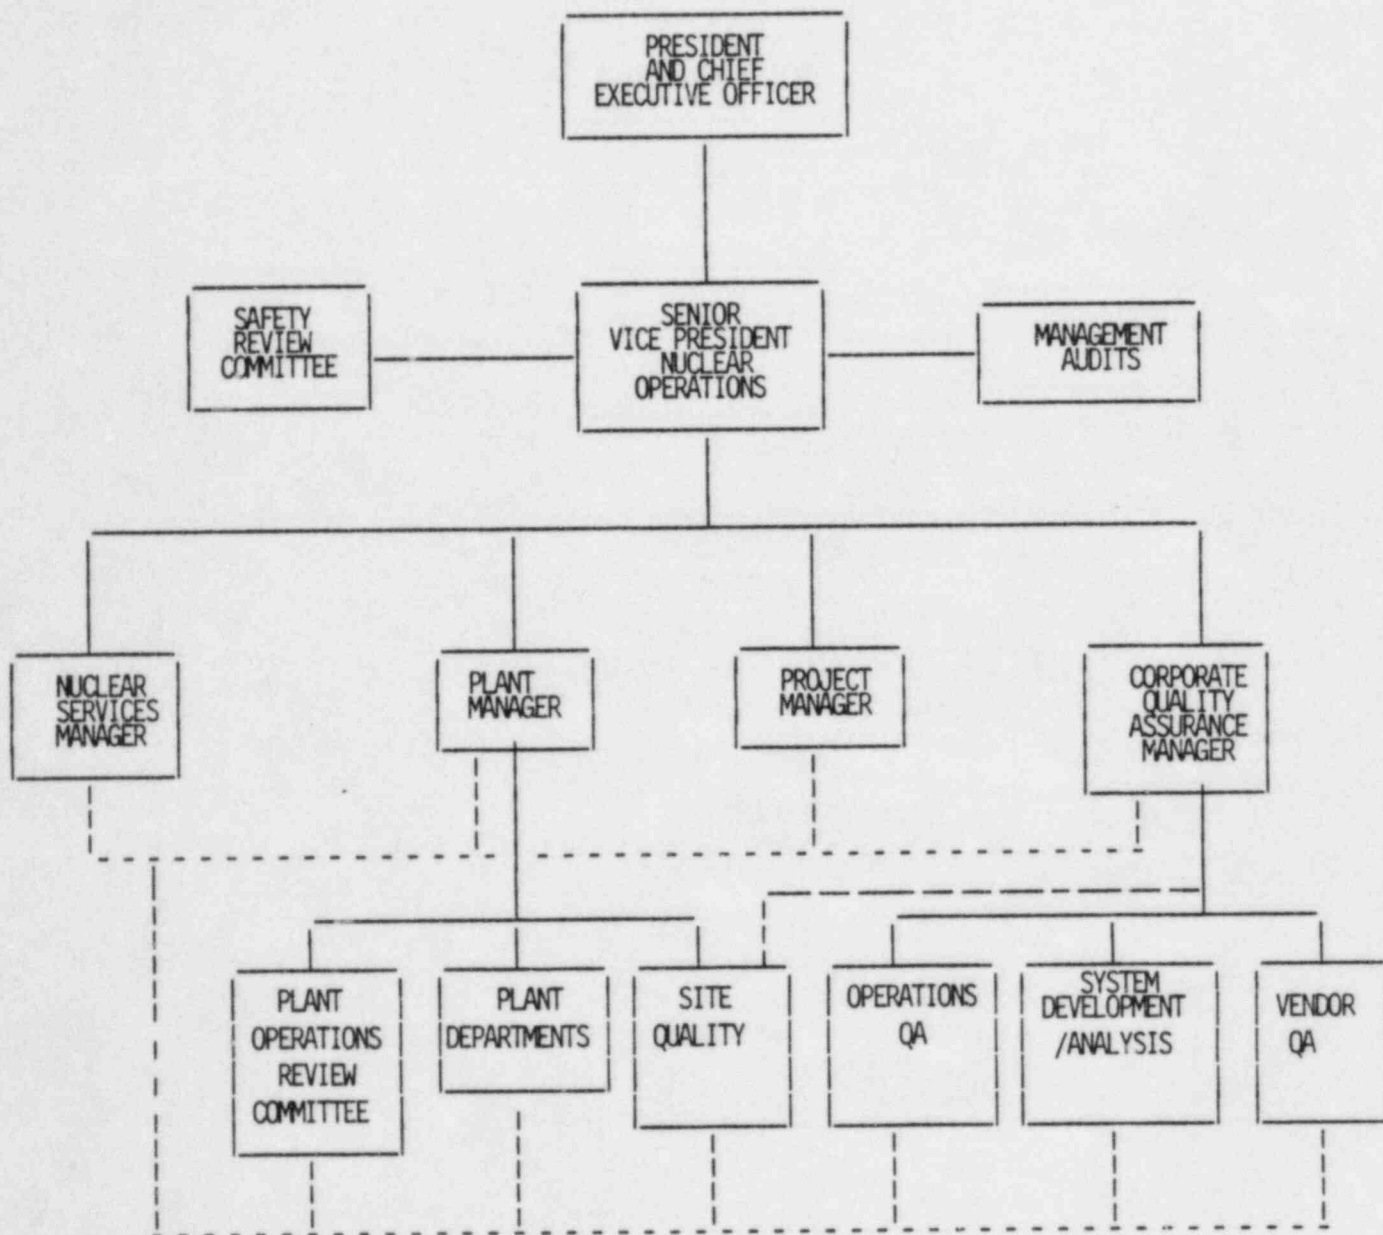 PRESIDENT
AND CHIEF
EXECUTIVE OFFICER
SAFETY
REVIEW
COMMITTEE
SENIOR
VICE PRESIDENT
NUCLEAR
OPERATIONS
MANAGEMENT
AUDITS
NUCLEAR
SERVICES
MANAGER
PLANT
MANAGER
PROJECT
MANAGER
CORPORATE
QUALITY
ASSURANCE
MANAGER
PLANT
OPERATIONS
REVIEW
COMMITTEE
PLANT
DEPARTMENTS
SITE
QUALITY
OPERATIONS
QA
SYSTEM
DEVELOPMENT
/ANALYSIS
VENDOR
QA